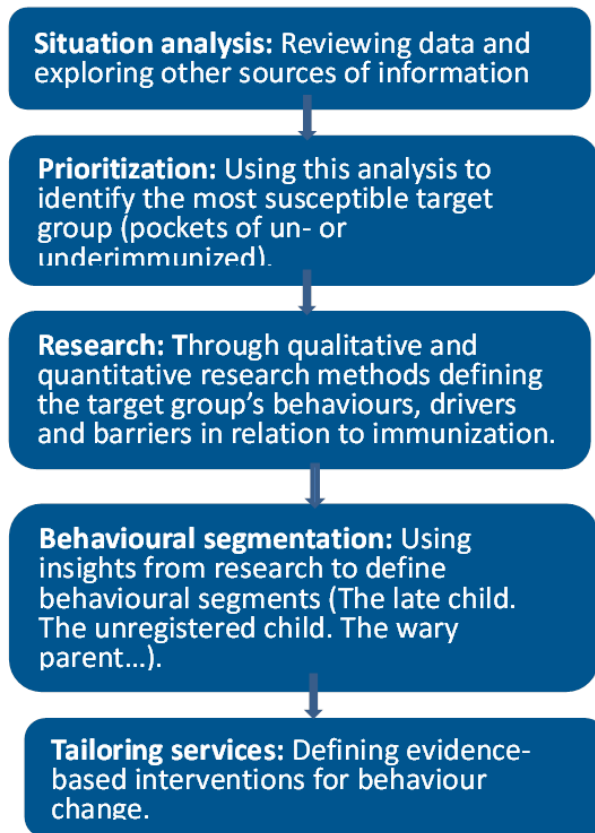 Situation analysis: Reviewing data and
exploring other sources of information
Prioritization: Using this analysis to
identify the most susceptible target
group (pockets of un- or
underimmunized).
Research: Through qualitative and
quantitative research methods defining
the target group's behaviours, drivers
and barriers in relation to immunization.
Behavioural segmentation: Using
insights from research to define
behavioural segments (The late child.
The unregistered child. The wary
parent...).
Tailoring services: Defining evidence-
based interventions for behaviour
change.